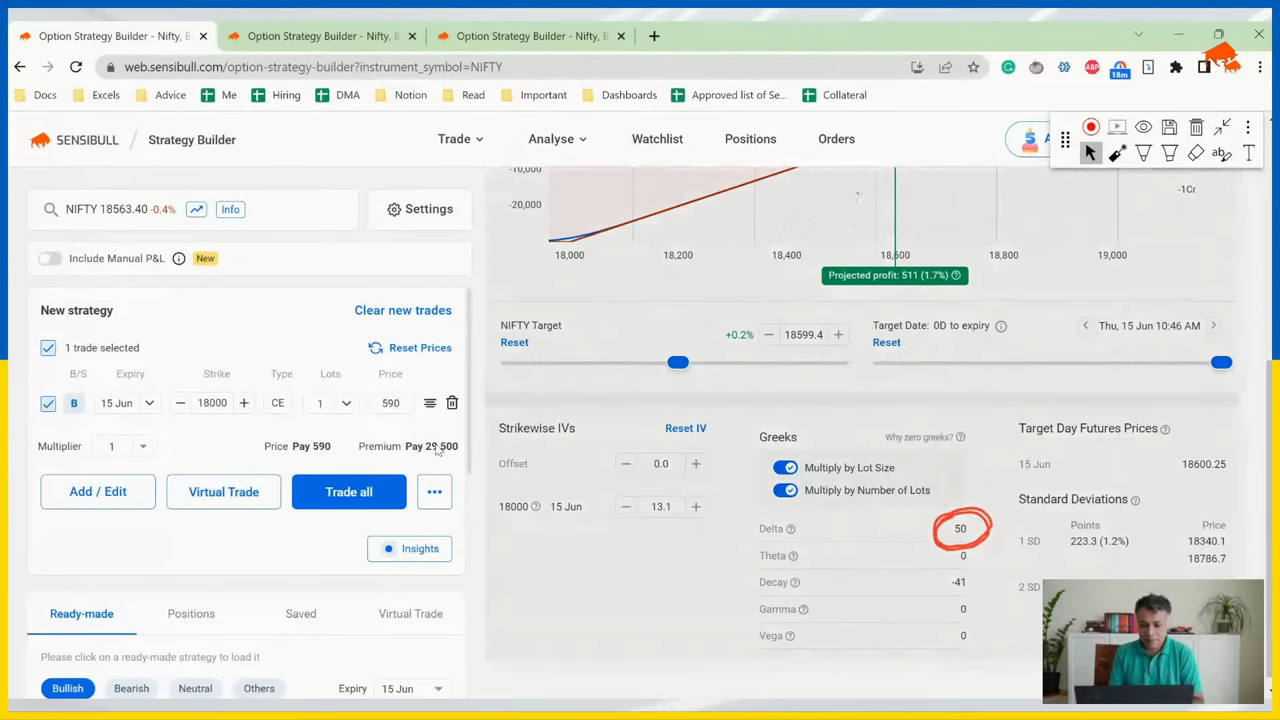 Option Strategy Builder - Nifty, B
Option Strategy Builder - Nifty, B
Option Strategy Builder - Nifty, B
web.sensibull.com/option-strategy-builder?instrument_symbol=NIFTY
ABP
18m
Docs
Excels
Advice
Me
Hiring
DMA
Notion
Read
Important
Dashboards
Approved list of Se...
Collateral
SENSIBULL / Strategy Builder
Trade
Analyse
Watchlist
Positions
Orders
5
A
ab
T
NIFTY 18563.40 -0.4%
Info
Settings
Include Manual P&L
New
New strategy
Clear new trades
1 trade selected
Reset Prices
B/S Expiry Strike Type Lots Price
B 15 Jun 18000 CE 1 590
Multiplier 1
Price Pay 590
Premium Pay 29,500
Add / Edit
Virtual Trade
Trade all
Insights
Ready-made
Positions
Saved
Virtual Trade
Please click on a ready-made strategy to load it
Bullish
Bearish
Neutral
Others
Expiry 15 Jun
-10,000
-20,000
-1Cr
18,000 18,200 18,400 18,600 18,800 19,000
Projected profit: 511 (1.7%)
NIFTY Target
+0.2%
18599.4
Reset
Target Date: 0D to expiry
Thu, 15 Jun 10:46 AM
Reset
Strikewise IVs
Reset IV
Offset 0.0
18000 15 Jun 13.1
Greeks
Why zero greeks?
Multiply by Lot Size
Multiply by Number of Lots
Delta 50
Theta 0
Decay -41
Gamma 0
Vega 0
Target Day Futures Prices
15 Jun 18600.25
Standard Deviations
Points Price
1 SD 223.3 (1.2%) 18340.1
18786.7
2 SD